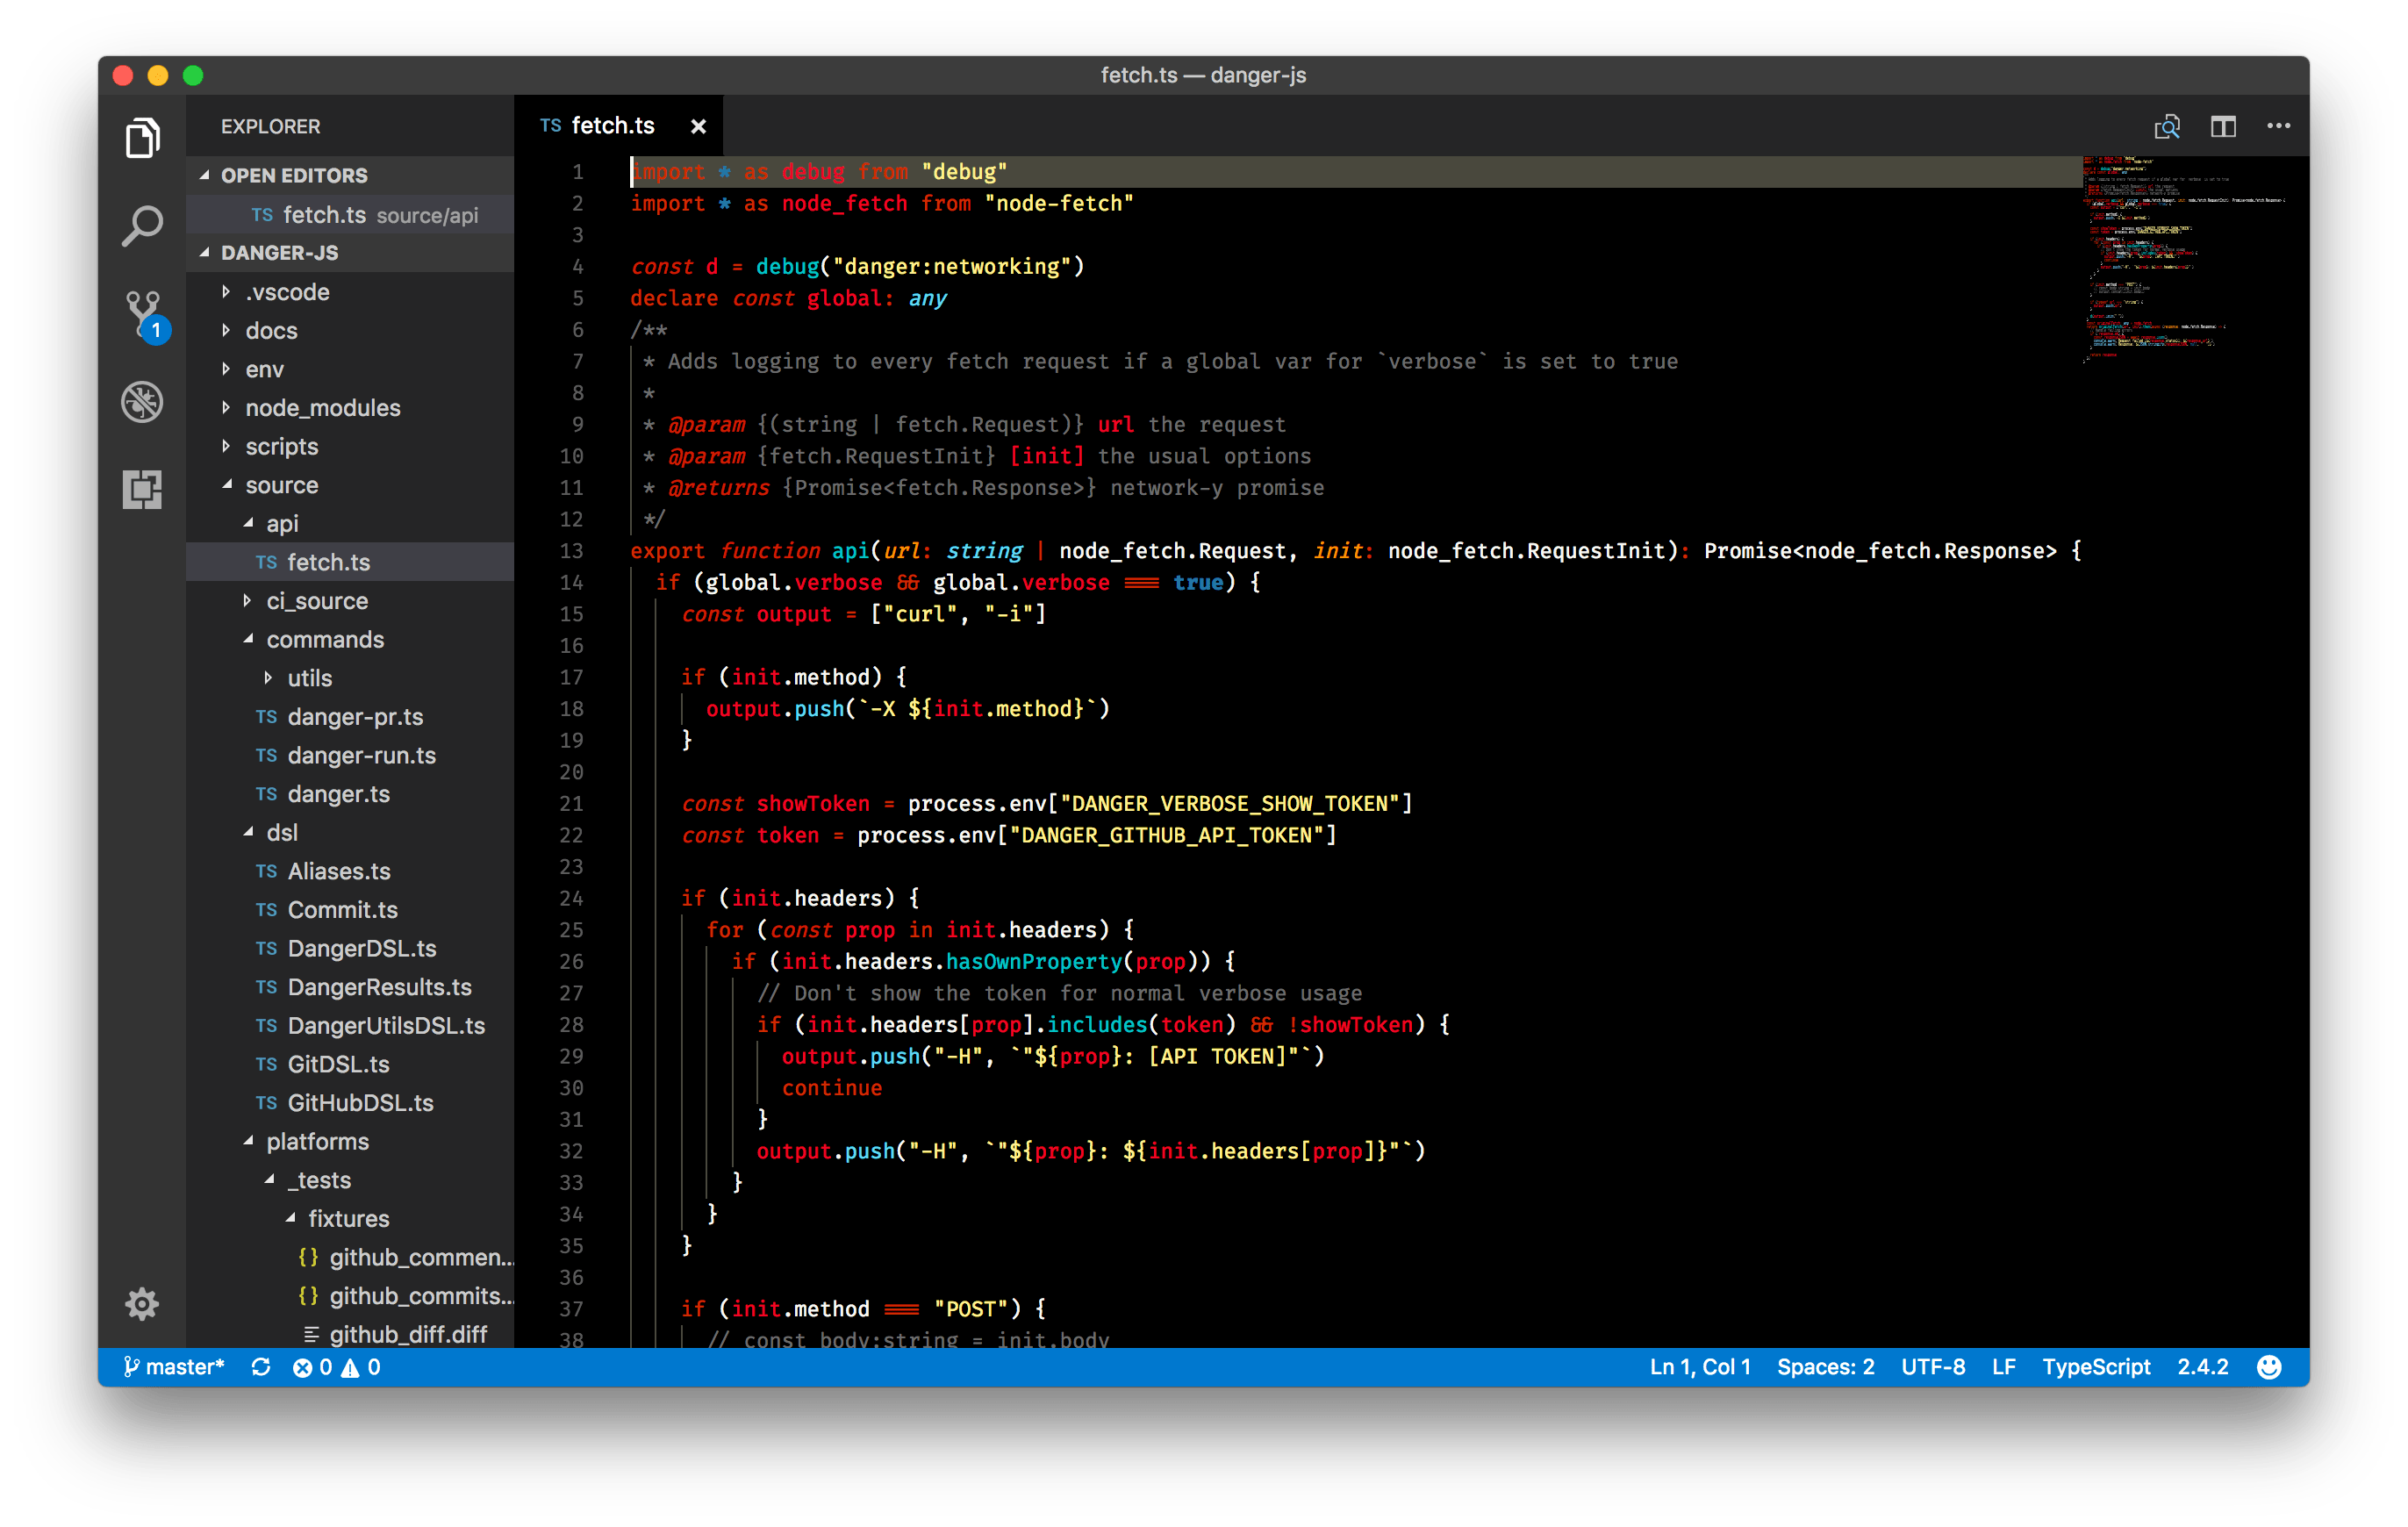 fetch.ts — danger-js
EXPLORER
OPEN EDITORS
TS fetch.ts source/api
DANGER-JS
.vscode
docs
env
node_modules
scripts
source
api
TS fetch.ts
ci_source
commands
utils
TS danger-pr.ts
TS danger-run.ts
TS danger.ts
dsl
TS Aliases.ts
TS Commit.ts
TS DangerDSL.ts
TS DangerResults.ts
TS DangerUtilsDSL.ts
TS GitDSL.ts
TS GitHubDSL.ts
platforms
_tests
fixtures
{} github_commen...
{} github_commits...
github_diff.diff
1
TS fetch.ts ×
1 import * as debug from "debug"
2 import * as node_fetch from "node-fetch"
3
4 const d = debug("danger:networking")
5 declare const global: any
6 /**
7 * Adds logging to every fetch request if a global var for `verbose` is set to true
8 *
9 * @param {(string | fetch.Request)} url the request
10 * @param {fetch.RequestInit} [init] the usual options
11 * @returns {Promise<fetch.Response>} network-y promise
12 */
13 export function api(url: string | node_fetch.Request, init: node_fetch.RequestInit): Promise<node_fetch.Response> {
14 if (global.verbose && global.verbose === true) {
15 const output = ["curl", "-i"]
16
17 if (init.method) {
18 output.push(`-X ${init.method}`)
19 }
20
21 const showToken = process.env["DANGER_VERBOSE_SHOW_TOKEN"]
22 const token = process.env["DANGER_GITHUB_API_TOKEN"]
23
24 if (init.headers) {
25 for (const prop in init.headers) {
26 if (init.headers.hasOwnProperty(prop)) {
27 // Don't show the token for normal verbose usage
28 if (init.headers[prop].includes(token) && !showToken) {
29 output.push("-H", `"${prop}: [API TOKEN]"`)
30 continue
31 }
32 output.push("-H", `"${prop}: ${init.headers[prop]}"`)
33 }
34 }
35 }
36
37 if (init.method === "POST") {
38 // const body:string = init.body
master* 0 0 Ln 1, Col 1 Spaces: 2 UTF-8 LF TypeScript 2.4.2